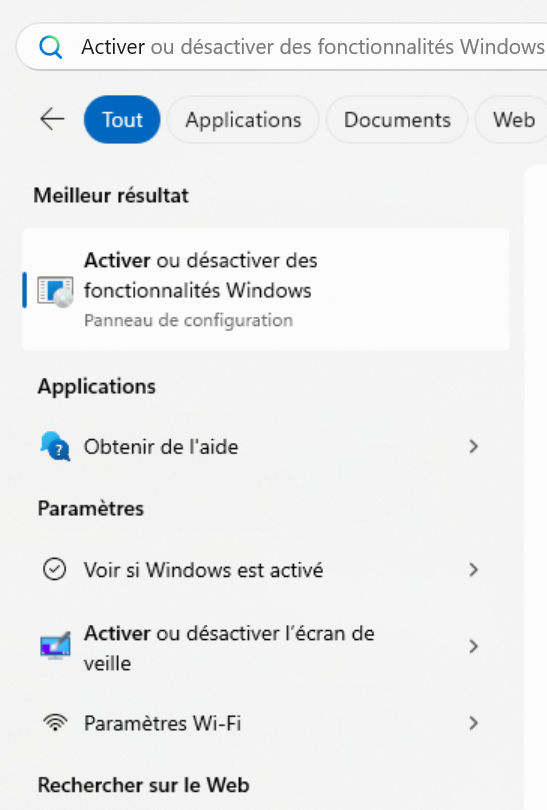 Activer ou désactiver des fonctionnalités Windows
Tout
Applications
Documents
Web
Meilleur résultat
Activer ou désactiver des
fonctionnalités Windows
Panneau de configuration
Applications
Obtenir de l'aide
Paramètres
Voir si Windows est activé
Activer ou désactiver l’écran de
veille
Paramètres Wi-Fi
Rechercher sur le Web